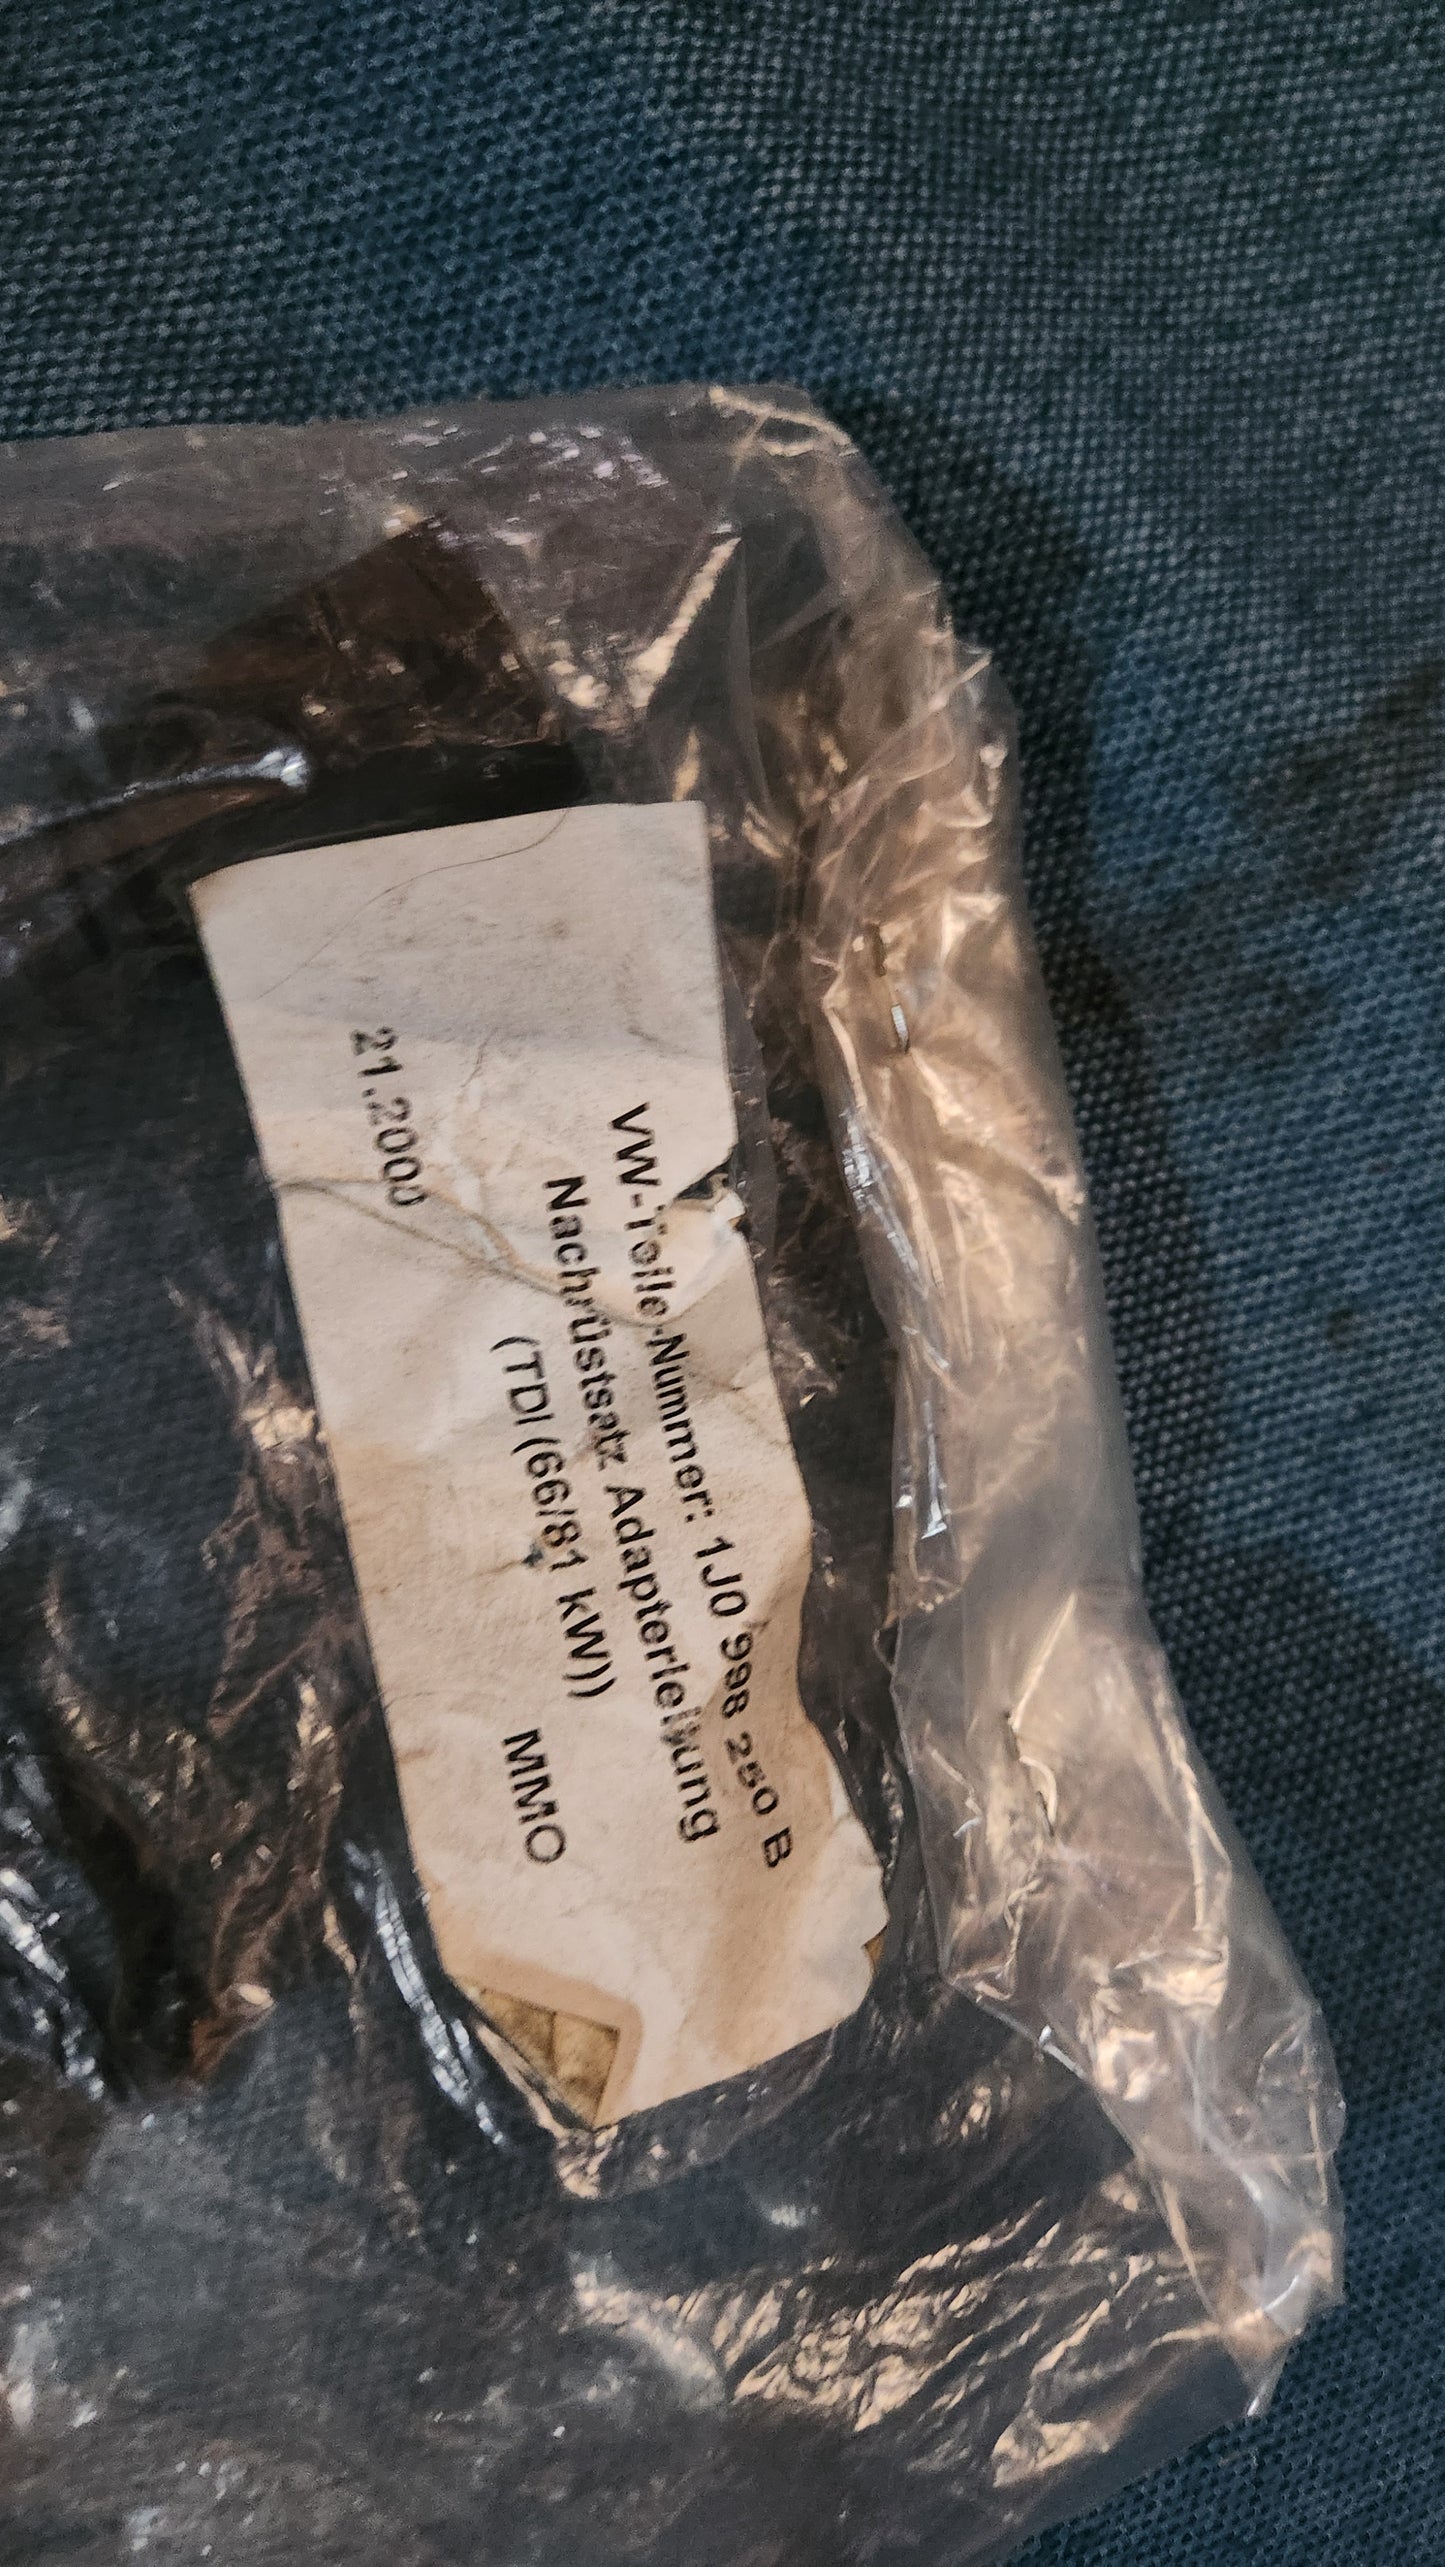 VW-Teile-Nummer: 1J0 998 250 B
Nachrüstsatz Adapterleitung
(TDI (66/81 kW))
MMO
21.2000